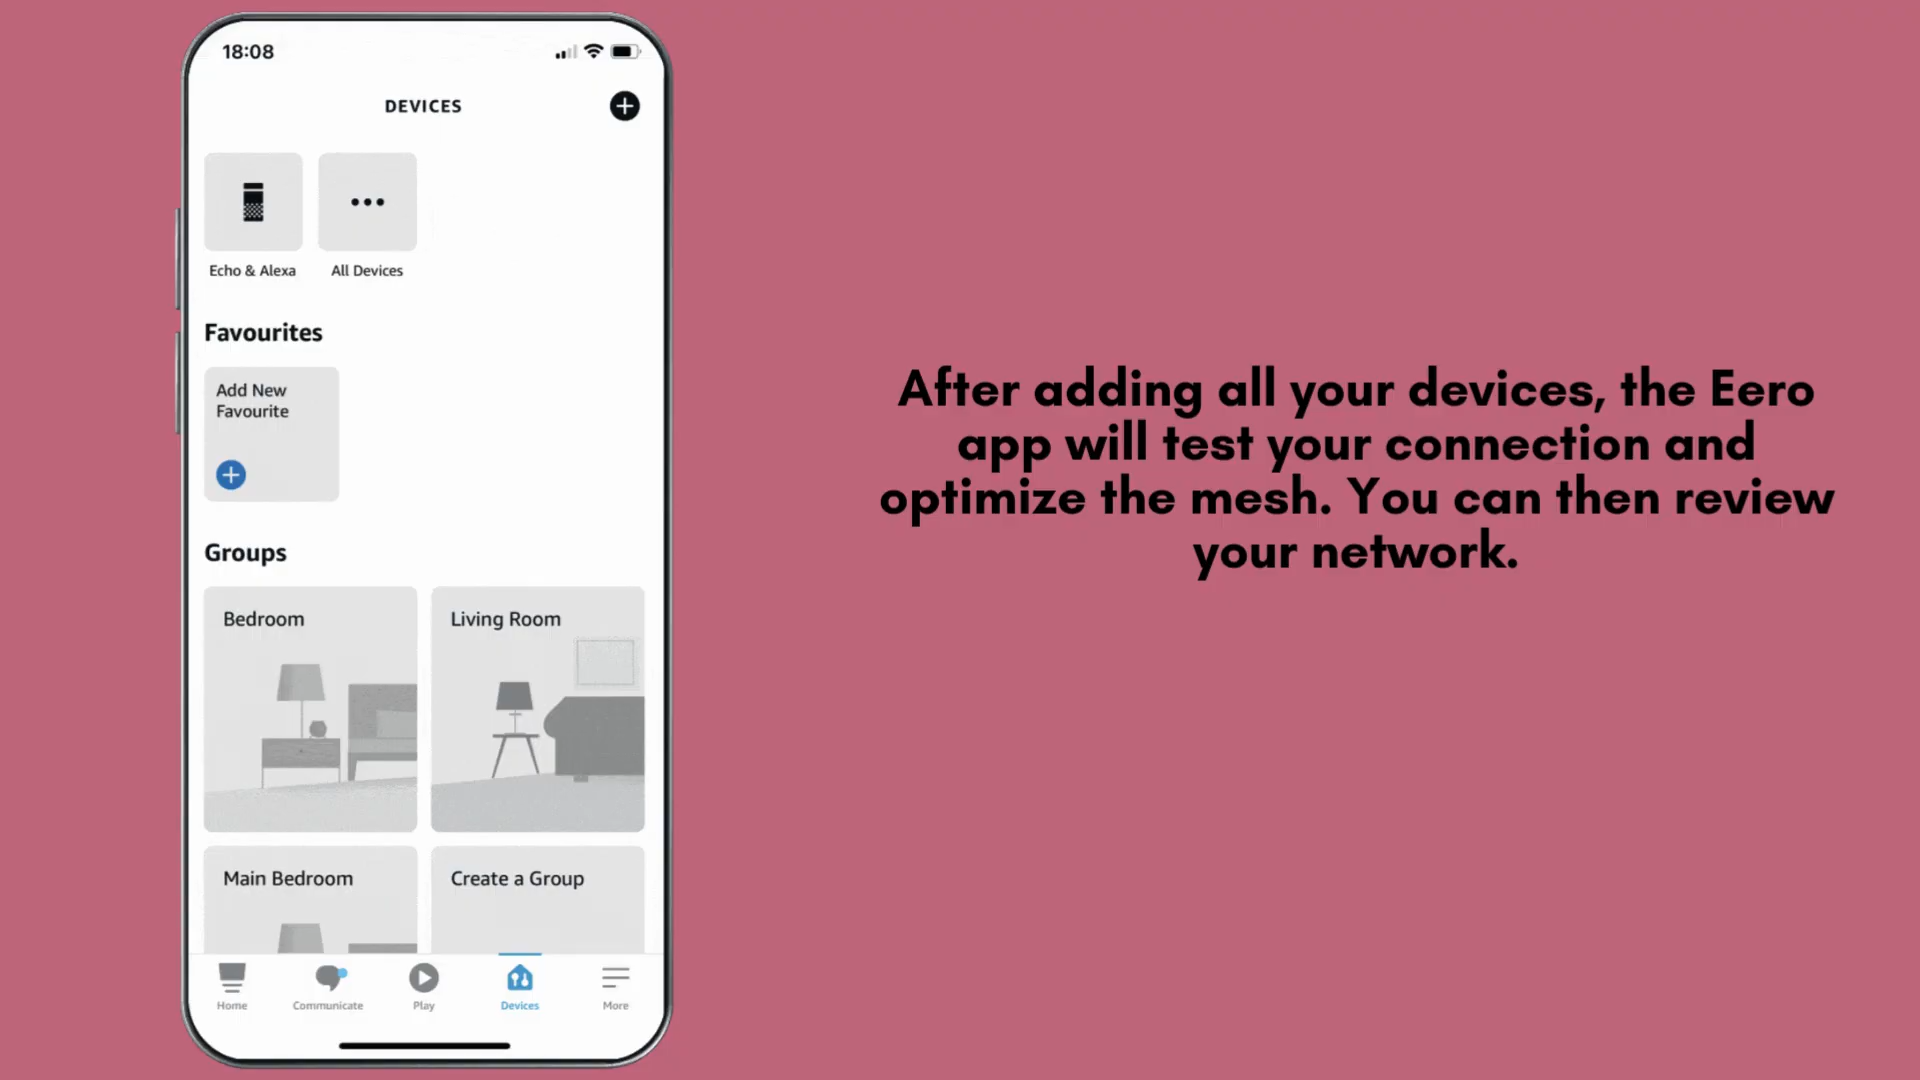 18:08
DEVICES
Echo & Alexa
All Devices
Favourites
Add New
Favourite
Groups
Bedroom
Living Room
Main Bedroom
Create a Group
Home
Communicate
Play
Devices
More
After adding all your devices, the Eero
app will test your connection and
optimize the mesh. You can then review
your network.